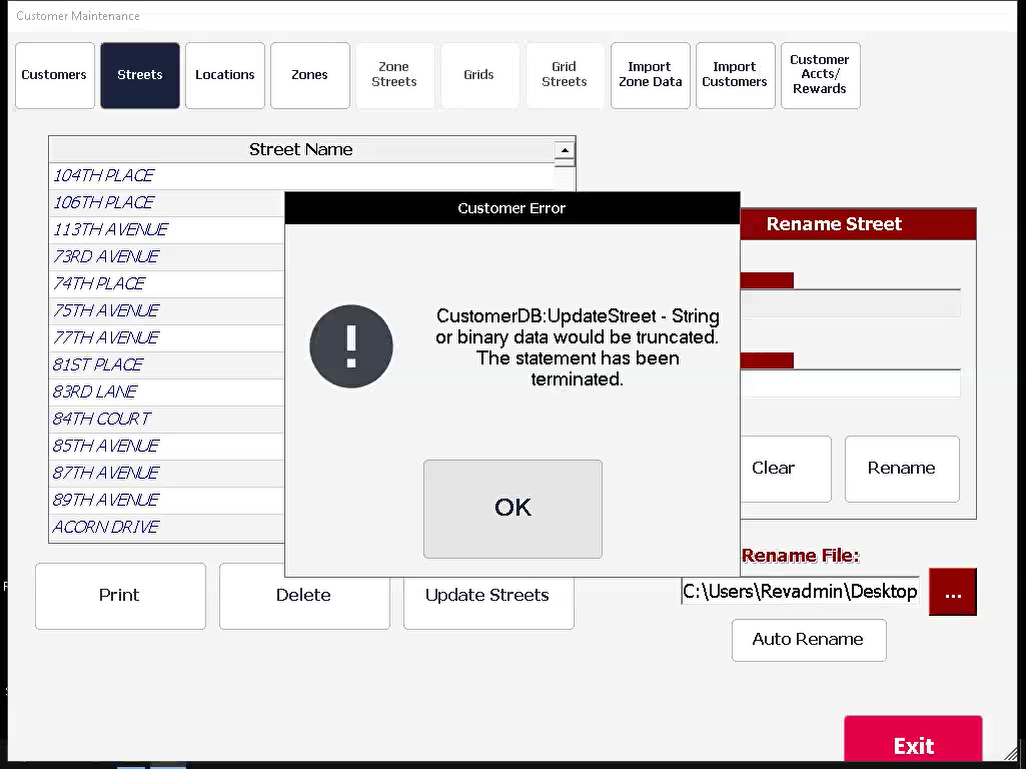 Customer Maintenance
Customers
Streets
Locations
Zones
Zone
Streets
Grids
Grid
Streets
Import
Zone Data
Import
Customers
Customer
Accts/
Rewards
Street Name
104TH PLACE
106TH PLACE
113TH AVENUE
73RD AVENUE
74TH PLACE
75TH AVENUE
77TH AVENUE
81ST PLACE
83RD LANE
84TH COURT
85TH AVENUE
87TH AVENUE
89TH AVENUE
ACORN DRIVE
Customer Error
CustomerDB:UpdateStreet - String
or binary data would be truncated.
The statement has been
terminated.
OK
Rename Street
Clear
Rename
Rename File:
C:\Users\Revadmin\Desktop
...
Auto Rename
Print
Delete
Update Streets
Exit